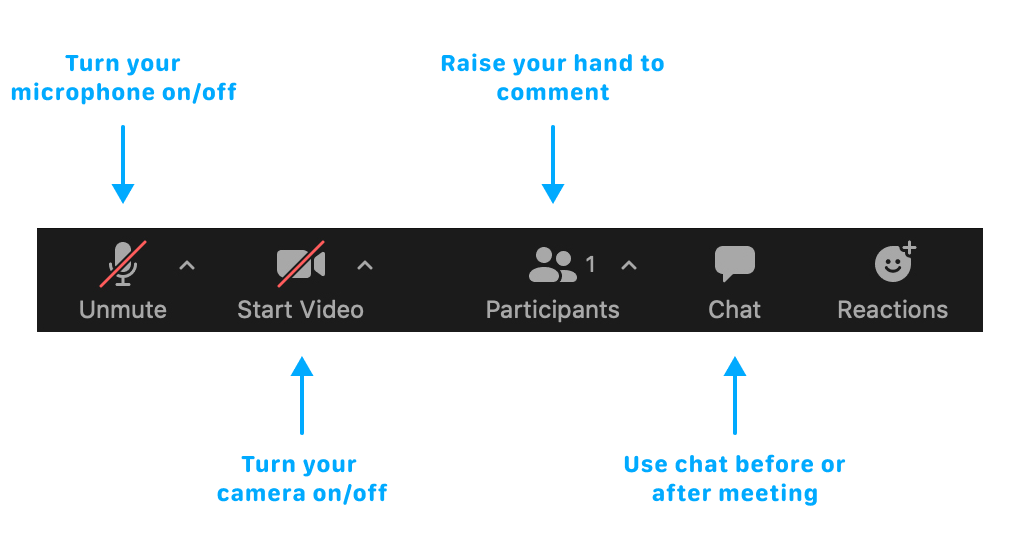 Turn your
microphone on/off
Raise your hand to
comment
1
Unmute
Start Video
Participants
Chat
Reactions
Turn your
camera on/off
Use chat before or
after meeting